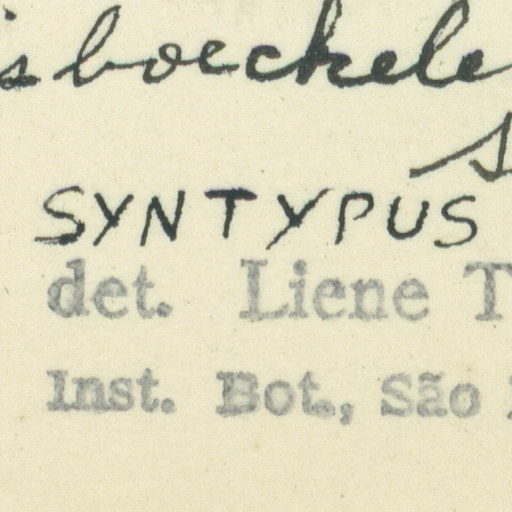 is boeckele
S
SYNTYPUS
det. Liene T
Inst. Bot., São